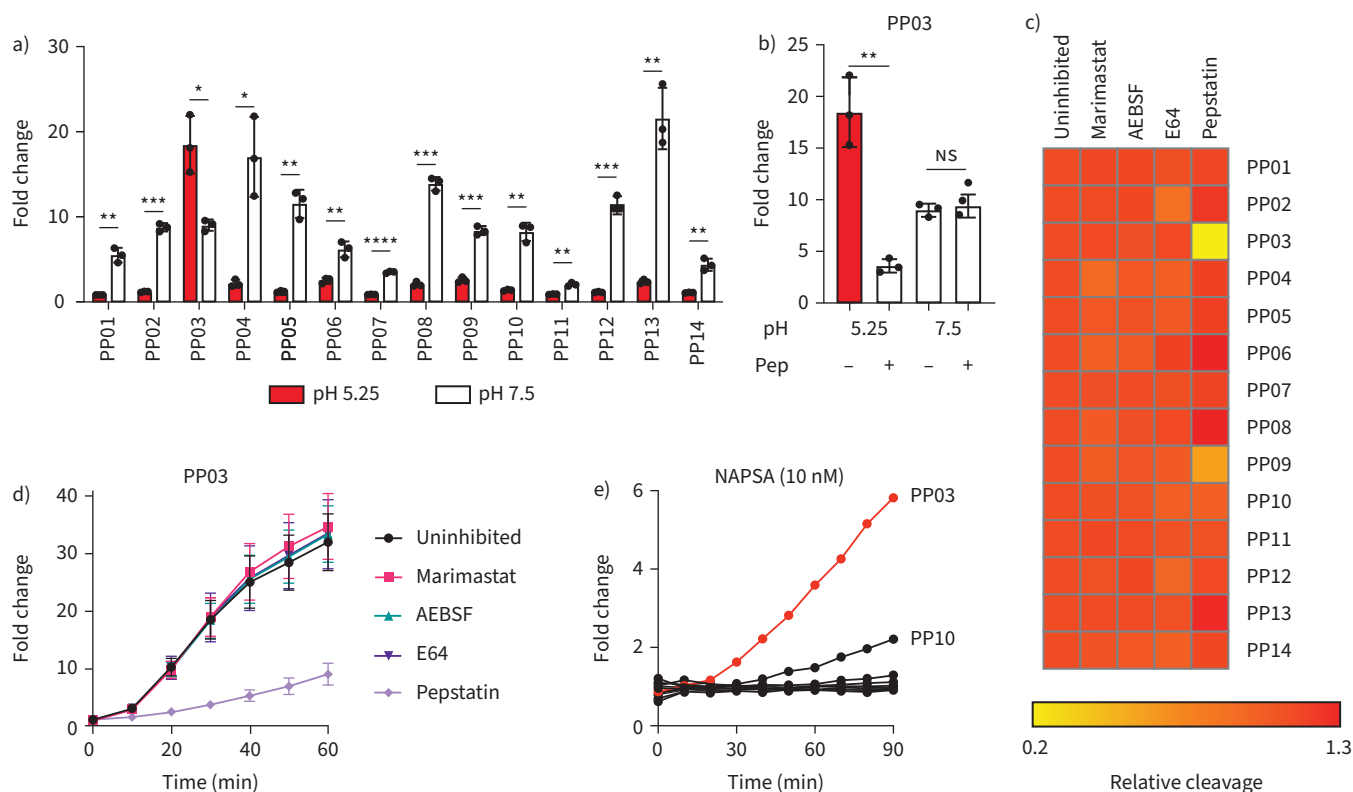 a)
Fold change
30
20
10
0
**
***
*
*
**
**
****
***
***
**
**
***
**
**
PP01
PP02
PP03
PP04
PP05
PP06
PP07
PP08
PP09
PP10
PP11
PP12
PP13
PP14
pH 5.25
pH 7.5
b)
PP03
Fold change
25
20
15
10
5
0
**
NS
pH 5.25 7.5
Pep – + – +
c)
Uninhibited
Marimastat
AEBSF
E64
Pepstatin
PP01
PP02
PP03
PP04
PP05
PP06
PP07
PP08
PP09
PP10
PP11
PP12
PP13
PP14
0.2 1.3
Relative cleavage
d)
PP03
Fold change
40
30
20
10
0
0 20 40 60
Time (min)
Uninhibited
Marimastat
AEBSF
E64
Pepstatin
e)
NAPSA (10 nM)
Fold change
6
4
2
0
0 30 60 90
Time (min)
PP03
PP10